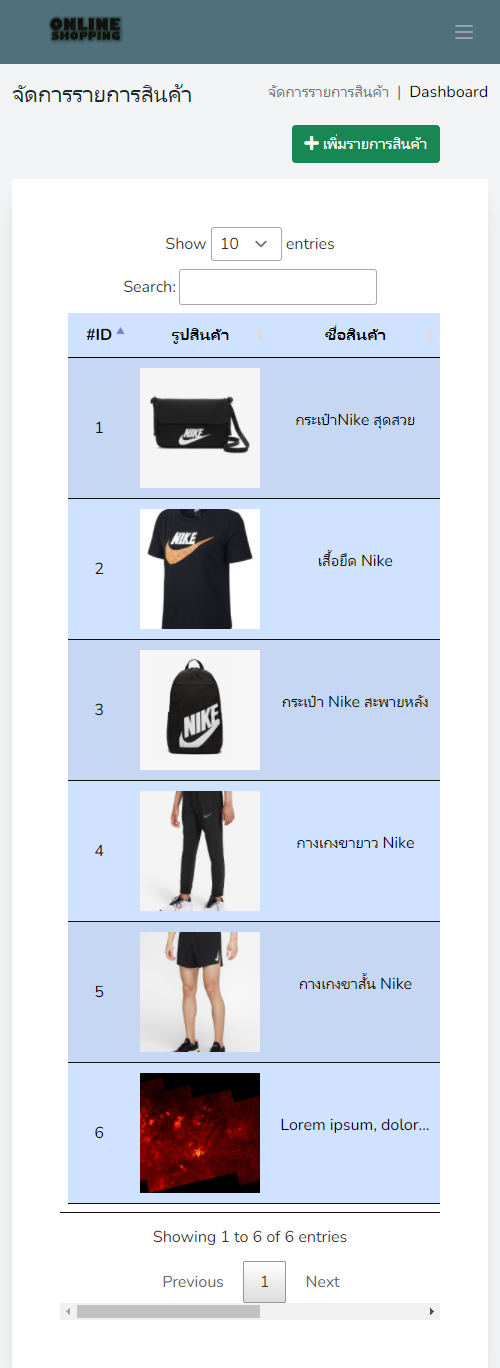 ONLINE
SHOPPING
จัดการรายการสินค้า
จัดการรายการสินค้า | Dashboard
เพิ่มรายการสินค้า
Show 10 entries
Search:
#ID รูปสินค้า ชื่อสินค้า
1 กระเป๋าNike สุดสวย
NIKE
2 เสื้อยืด Nike
NIKE
3 กระเป๋า Nike สะพายหลัง
NIKE
4 กางเกงขายาว Nike
5 กางเกงขาสั้น Nike
6 Lorem ipsum, dolor...
Showing 1 to 6 of 6 entries
Previous 1 Next